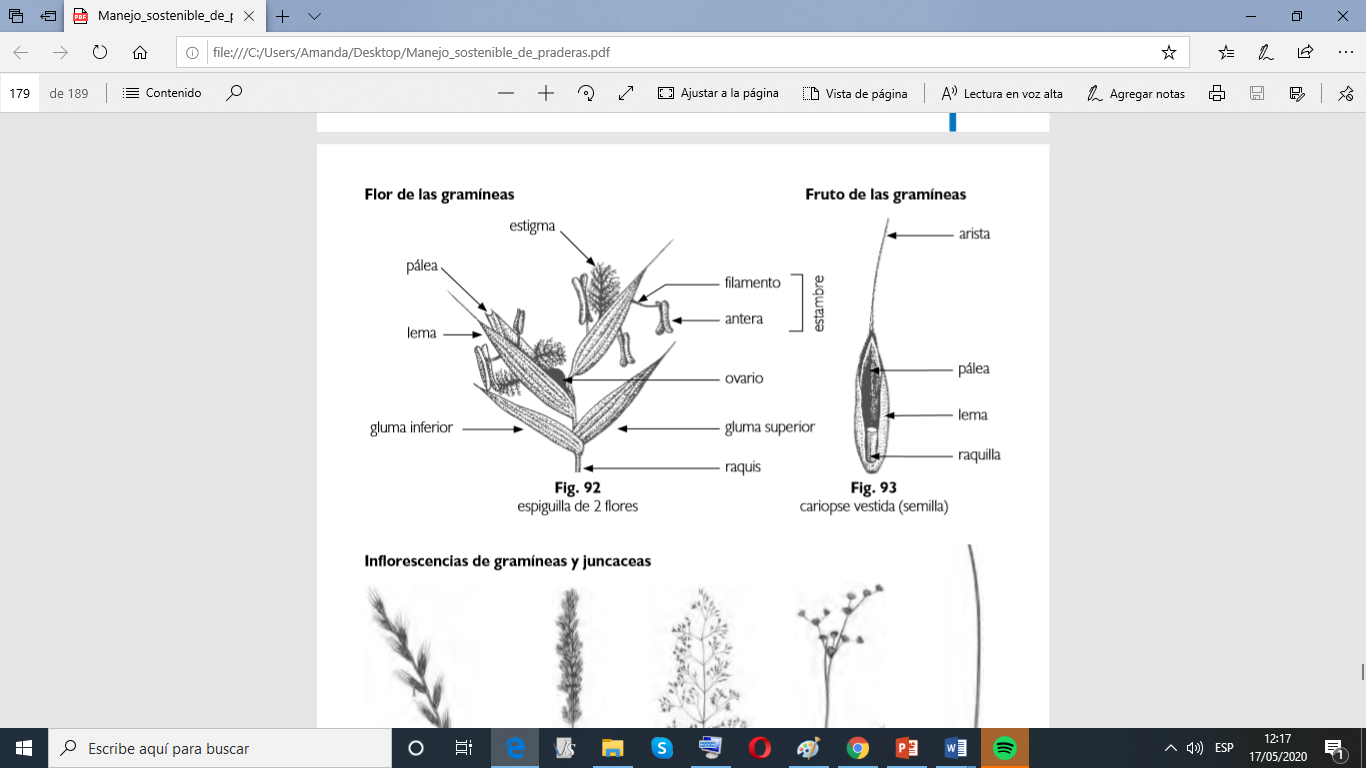 Manejo_sostenible_de_p
file:///C:/Users/Amanda/Desktop/Manejo_sostenible_de_praderas.pdf
179 de 189 Contenido Ajustar a la página Vista de página Lectura en voz alta Agregar notas
Flor de las gramíneas
estigma
pálea
lema
gluma inferior
filamento
antera
estambre
ovario
gluma superior
raquis
Fig. 92
espiguilla de 2 flores
Fruto de las gramíneas
arista
pálea
lema
raquilla
Fig. 93
cariopse vestida (semilla)
Inflorescencias de gramíneas y juncaceas
Escribe aquí para buscar
ESP
12:17
17/05/2020
1